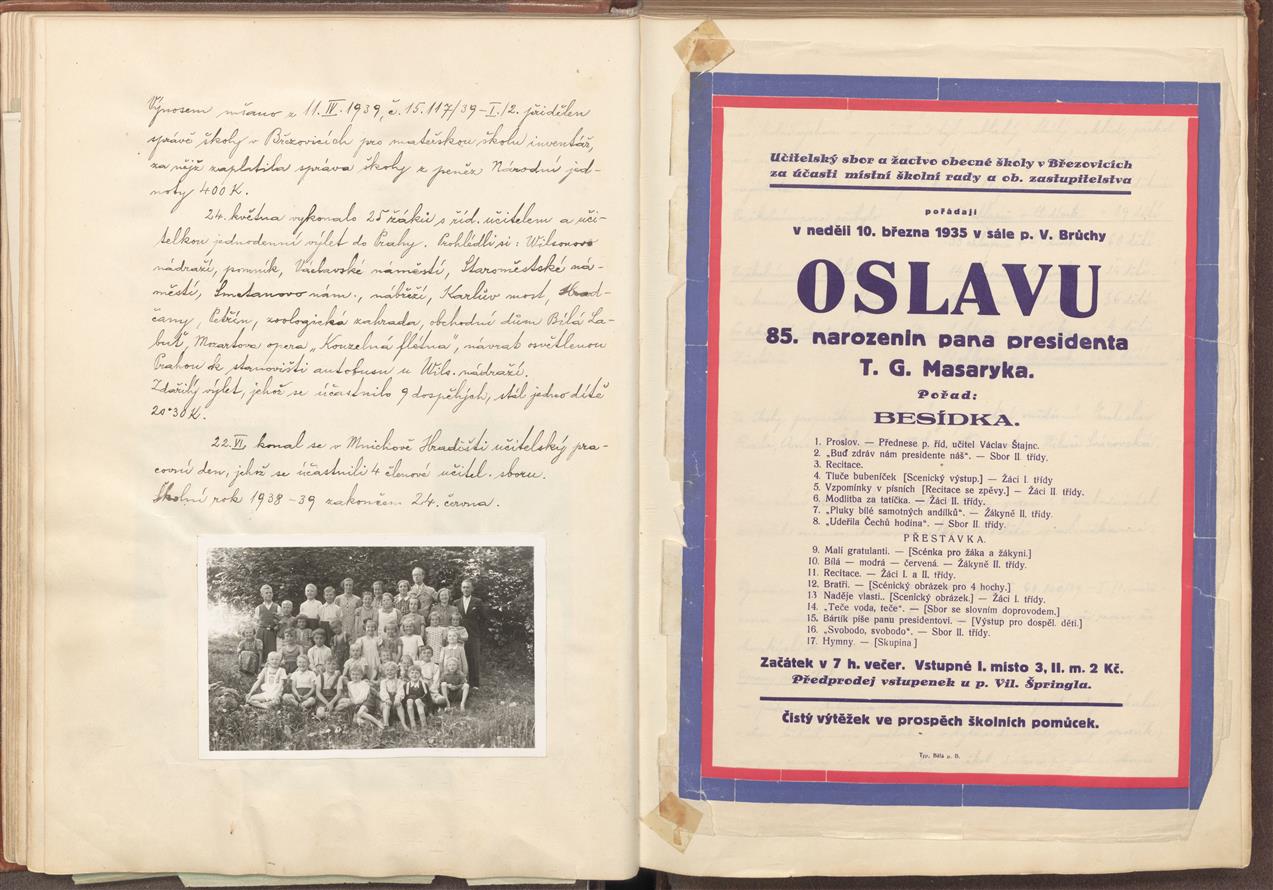 Výnosem mšano z 11.IV.1939, č. 15.117/39-I./2. přidělen
správě školy v Březovicích pro mateřskou školu inventář,
za nějž zaplatila správa školy z peněz Národní jed-
noty 400 K.
24. května vykonalo 25 žáků s říd. učitelem a uči-
telkou jednodenní výlet do Prahy. Prohlédli si: Wilsonovo
nádraží, pomník, Václavské náměstí, Staroměstské ná-
městí, Smetanovo nám., nábřeží, Karlův most, Hrad-
čany, Petřín, zoologická zahrada, obchodní dům Bílá La-
buť, Mozartova opera „Kouzelná flétna", návrat osvětlenou
Prahou k stanovišti autobusu u Wils. nádraží.
Zdařilý výlet, jehož se účastnilo 9 dospělých, stál jedno dítě
20·30 K.
22.VI. konal se v Mnichově Hradišti učitelský pra-
covní den, jehož se účastnili 4 členové učitel. sboru.
Školní rok 1938-39 zakončen 24. června.
Učitelský sbor a žactvo obecné školy v Březovicích
za účasti místní školní rady a ob. zastupitelstva
pořádají
v neděli 10. března 1935 v sále p. V. Brůchy
OSLAVU
85. narozenin pana presidenta
T. G. Masaryka.
Pořad:
BESÍDKA.
1. Proslov. — Přednese p. říd, učitel Václav Štajnc.
2. „Buď zdráv nám presidente náš". — Sbor II. třídy.
3. Recitace.
4. Tluče bubeníček [Scenický výstup.] — Žáci I. třídy
5. Vzpomínky v písních [Recitace se zpěvy.] — Žáci II. třídy.
6. Modlitba za tatíčka. — Žáci II. třídy.
7. „Pluky bílé samotných andílků". — Žákyně II. třídy.
8. „Udeřila Čechů hodina". — Sbor II. třídy.
PŘESTÁVKA.
9. Malí gratulanti. — [Scénka pro žáka a žákyni.]
10. Bílá — modrá — červená. — Žákyně II. třídy.
11. Recitace. — Žáci I. a II. třídy.
12. Bratři. — [Scénický obrázek pro 4 hochy.]
13 Naděje vlasti.. [Scenický obrázek.] — Žáci I. třídy.
14. „Teče voda, teče". — [Sbor se slovním doprovodem.]
15. Bártík píše panu presidentovi. — [Výstup pro dospěl. děti.]
16. „Svobodo, svobodo". — Sbor II. třídy.
17. Hymny. — [Skupina]
Začátek v 7 h. večer. Vstupné I. místo 3, II. m. 2 Kč.
Předprodej vstupenek u p. Vil. Špringla.
Čistý výtěžek ve prospěch školních pomůcek.
Typ. Bělá p. B.